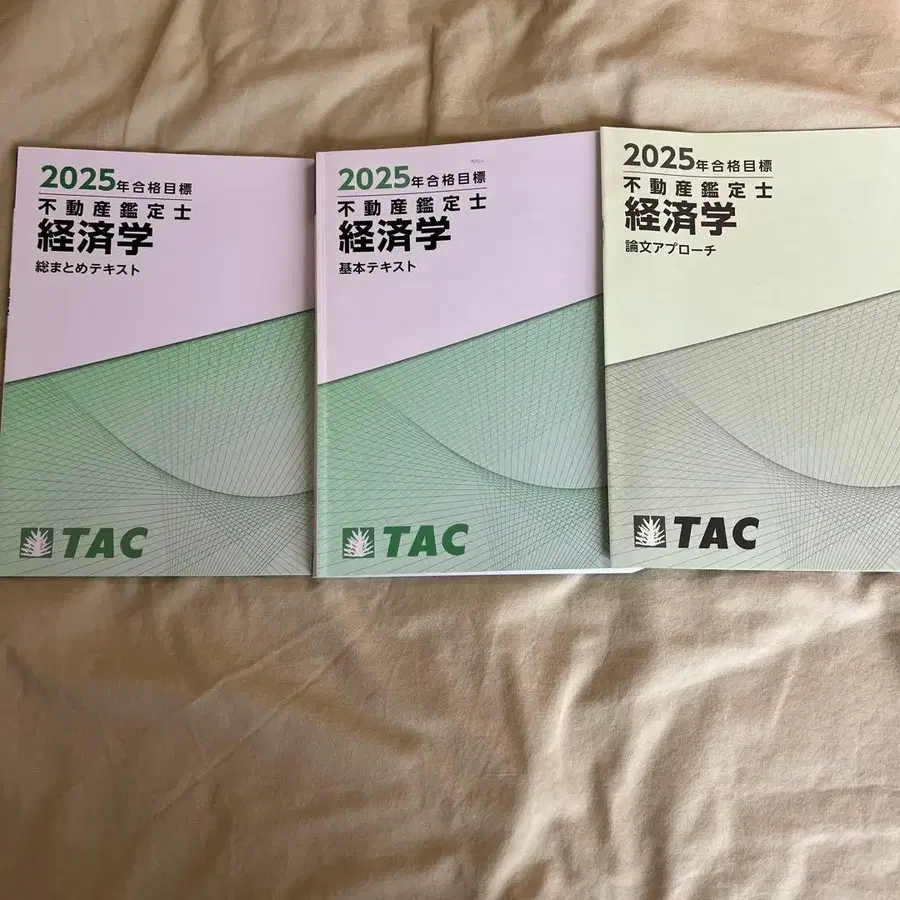 2025年合格目標
不動産鑑定士
経済学
総まとめテキスト
TAC
2025年合格目標
不動産鑑定士
経済学
基本テキスト
TAC
2025年合格目標
不動産鑑定士
経済学
論文アプローチ
TAC